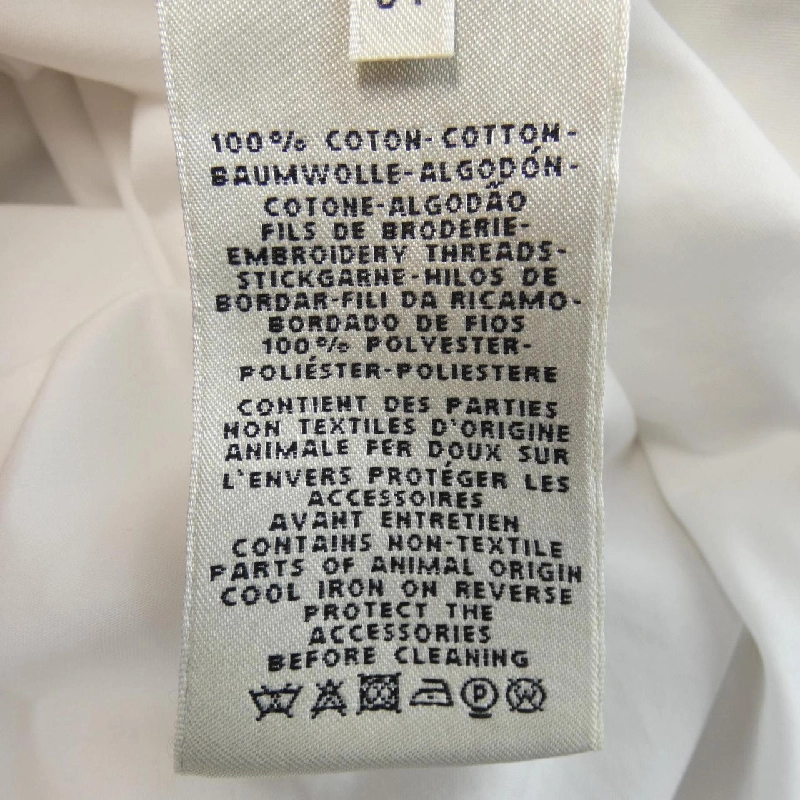 100% COTON-COTTON-
BAUMWOLLE-ALGODÓN-
COTONE-ALGODÃO
FILS DE BRODERIE-
EMBROIDERY THREADS-
STICKGARNE-HILOS DE
BORDAR-FILI DA RICAMO-
BORDADO DE FIOS
100% POLYESTER-
POLIÉSTER-POLIESTERE
CONTIENT DES PARTIES
NON TEXTILES D'ORIGINE
ANIMALE FER DOUX SUR
L'ENVERS PROTÉGER LES
ACCESSOIRES
AVANT ENTRETIEN
CONTAINS NON-TEXTILE
PARTS OF ANIMAL ORIGIN
COOL IRON ON REVERSE
PROTECT THE
ACCESSORIES
BEFORE CLEANING
P W